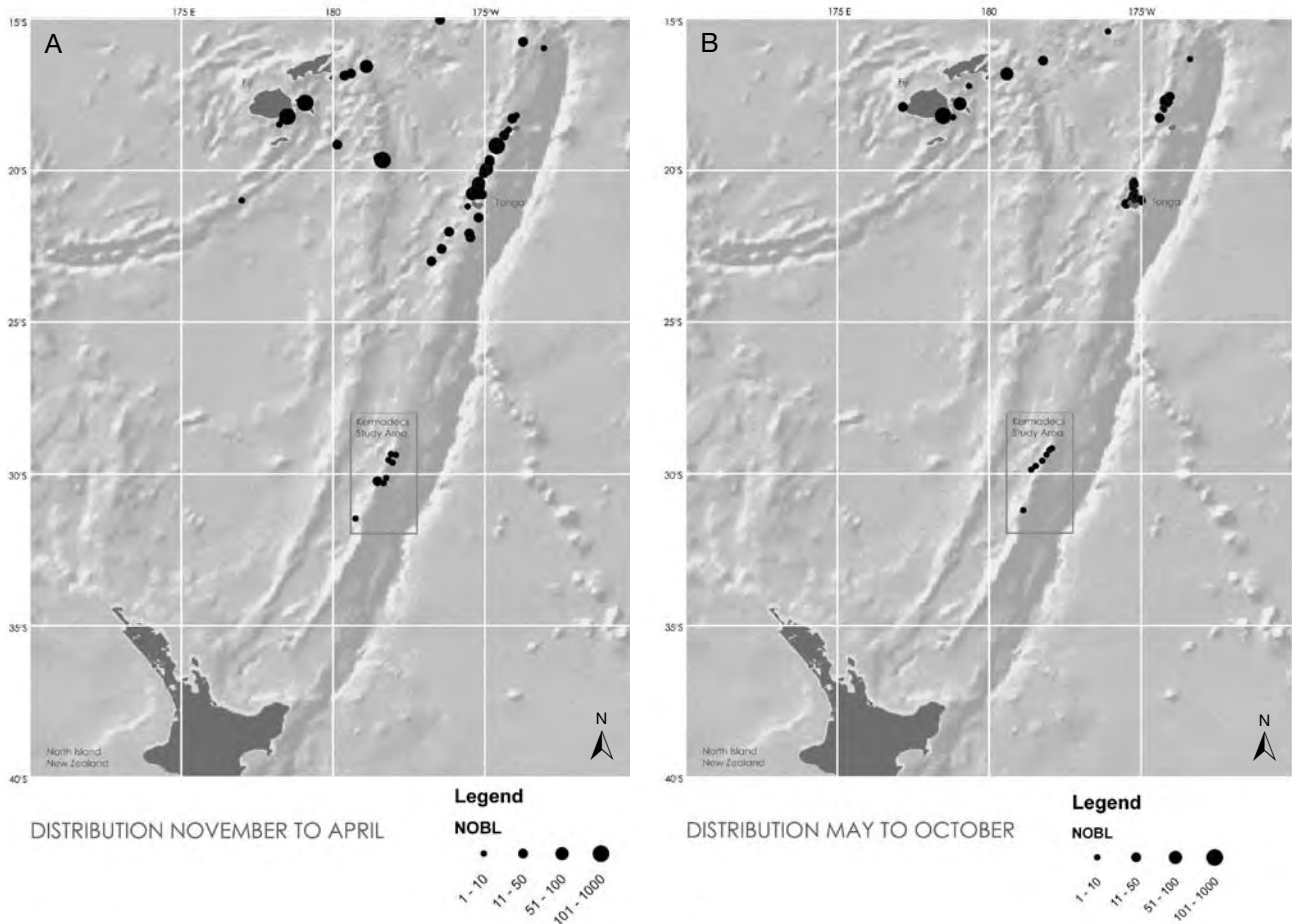 175 E 180 175W
A
15°S
Fiji
20°S
Tonga
25°S
Kermadecs
Study Area
30°S
35°S
North Island
New Zealand
40°S
N
DISTRIBUTION NOVEMBER TO APRIL
Legend
NOBL
1 - 10
11 - 50
51 - 100
101 - 1000
175 E 180 175°W
B
15°S
20°S
Tonga
25°S
Kermadecs
Study Area
30°S
35°S
North Island
New Zealand
40°S
N
DISTRIBUTION MAY TO OCTOBER
Legend
NOBL
1 - 10
11 - 50
51 - 100
101 - 1000